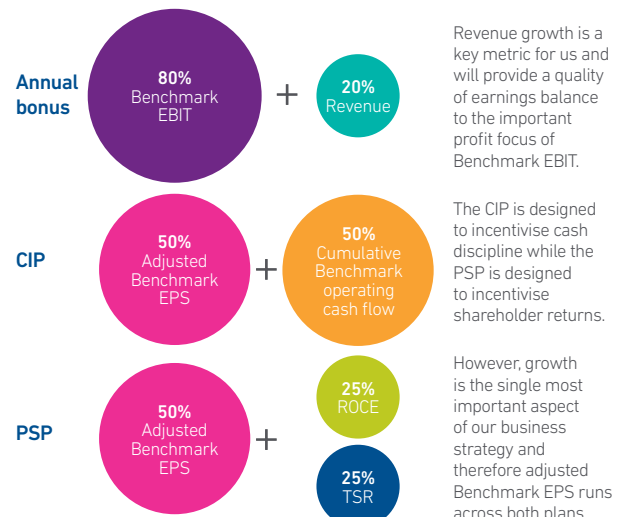 Annual
bonus
80%
Benchmark
EBIT
+
20%
Revenue
Revenue growth is a
key metric for us and
will provide a quality
of earnings balance
to the important
profit focus of
Benchmark EBIT.
CIP
50%
Adjusted
Benchmark
EPS
+
50%
Cumulative
Benchmark
operating
cash flow
The CIP is designed
to incentivise cash
discipline while the
PSP is designed
to incentivise
shareholder returns.
PSP
50%
Adjusted
Benchmark
EPS
+
25%
ROCE
25%
TSR
However, growth
is the single most
important aspect
of our business
strategy and
therefore adjusted
Benchmark EPS runs
across both plans